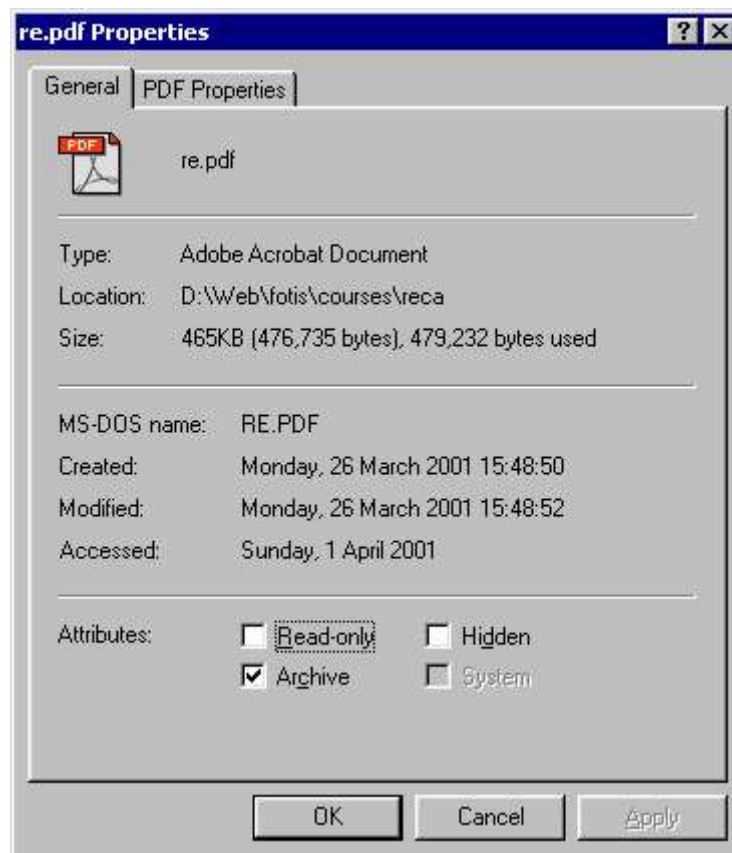 re.pdf Properties
General PDF Properties
PDF re.pdf
Type: Adobe Acrobat Document
Location: D:\Web\fotis\courses\reca
Size: 465KB (476,735 bytes), 479,232 bytes used
MS-DOS name: RE.PDF
Created: Monday, 26 March 2001 15:48:50
Modified: Monday, 26 March 2001 15:48:52
Accessed: Sunday, 1 April 2001
Attributes: Read-only Hidden
Archive System
OK Cancel Apply